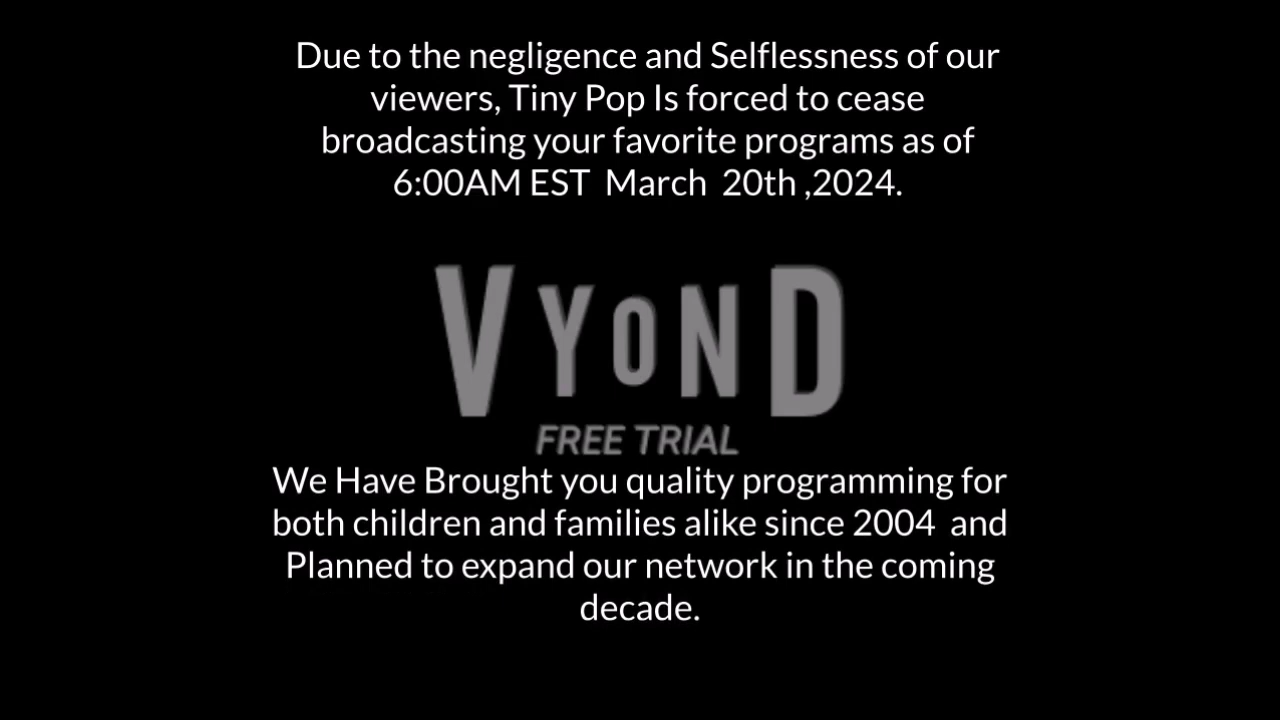 Due to the negligence and Selflessness of our
viewers, Tiny Pop Is forced to cease
broadcasting your favorite programs as of
6:00AM EST  March  20th ,2024.
VYOND
FREE TRIAL
We Have Brought you quality programming for
both children and families alike since 2004  and
Planned to expand our network in the coming
decade.